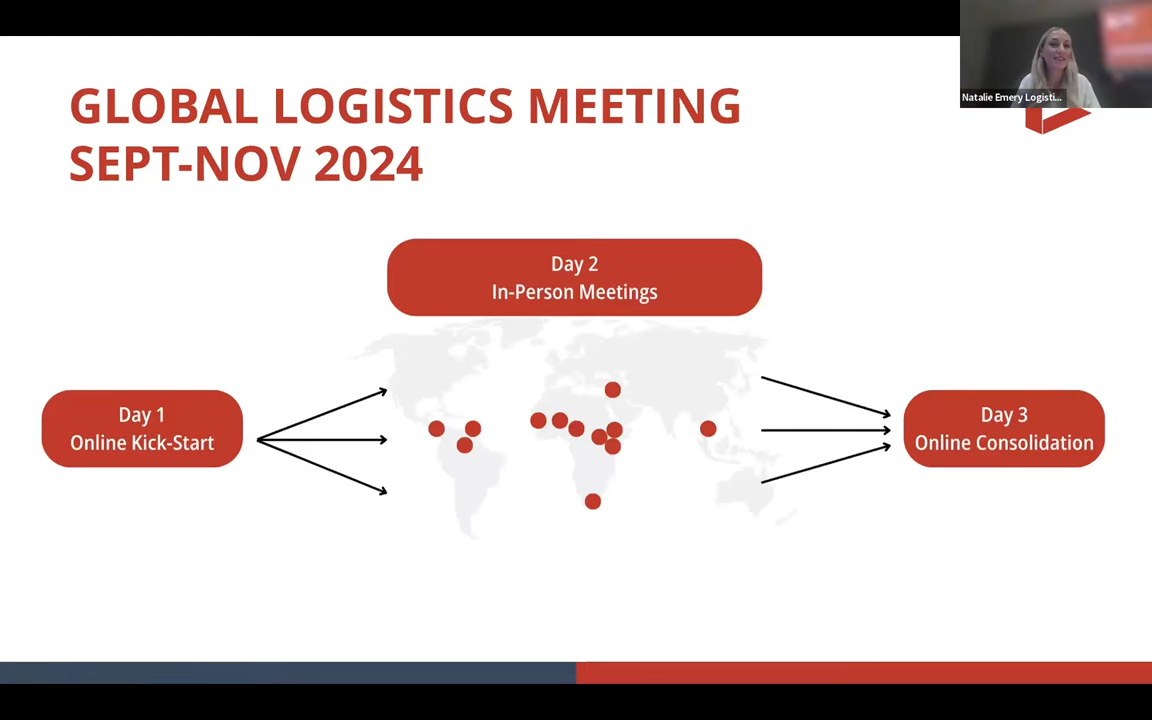 GLOBAL LOGISTICS MEETING
SEPT-NOV 2024
Natalie Emery Logisti...
Day 2
In-Person Meetings
Day 1
Online Kick-Start
Day 3
Online Consolidation